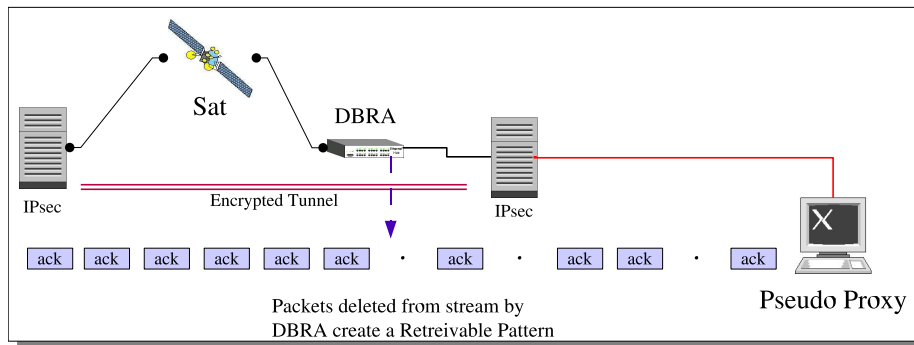 Sat
DBRA
IPsec
Encrypted Tunnel
IPsec
X
ack ack ack ack ack ack . ack . ack ack . ack
Pseudo Proxy
Packets deleted from stream by
DBRA create a Retreivable Pattern